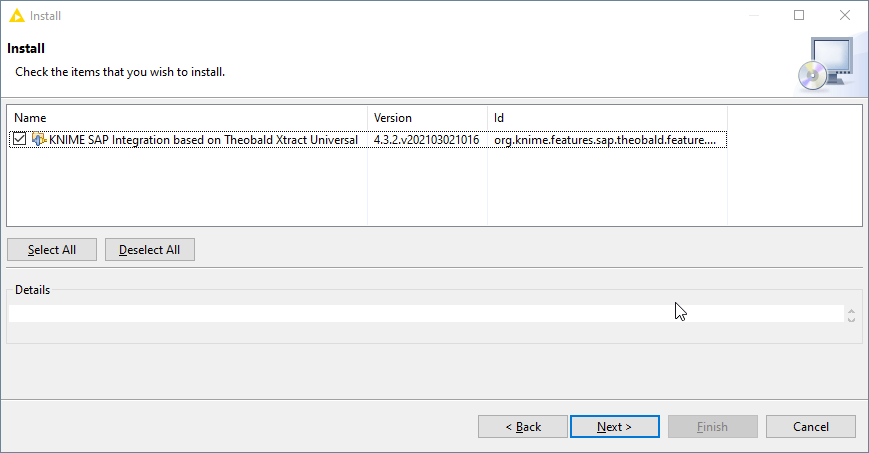 Install
Install
Check the items that you wish to install.
Name Version Id
KNIME SAP Integration based on Theobald Xtract Universal 4.3.2.v202103021016 org.knime.features.sap.theobald.feature....
Select All Deselect All
Details
< Back Next > Finish Cancel